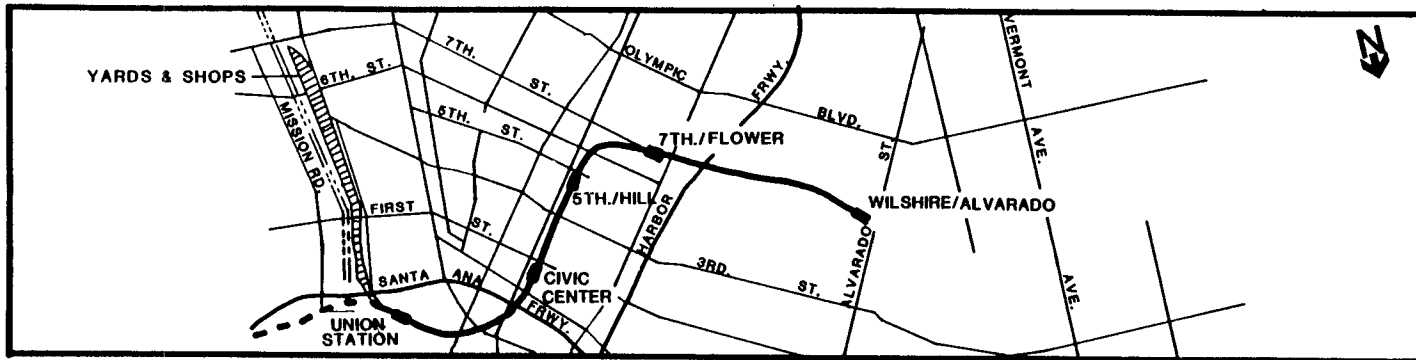 YARDS & SHOPS
6TH. ST.
MISSION RD.
7TH. ST.
5TH. ST.
OLYMPIC BLVD.
FRWY.
HARBOR
VERMONT AVE.
AVE.
N
7TH./FLOWER
5TH./HILL
ST.
ALVARADO
WILSHIRE/ALVARADO
FIRST ST.
3RD. ST.
SANTA ANA FRWY.
CIVIC
CENTER
UNION
STATION